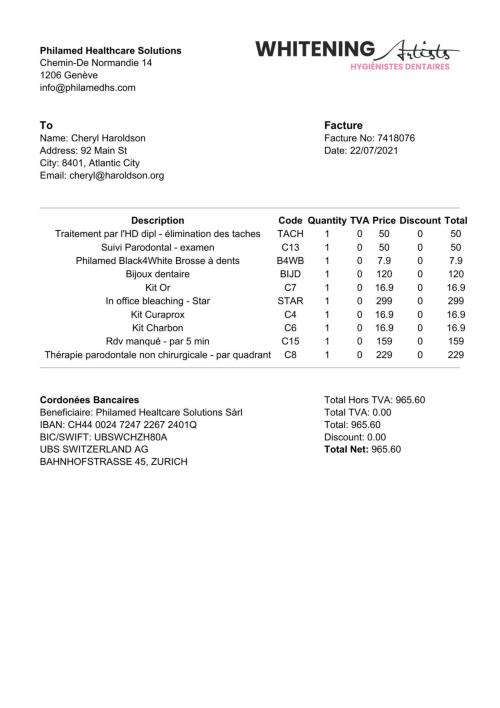 Philamed Healthcare Solutions
Chemin-De Normandie 14
1206 Genève
info@philamedhs.com
WHITENING Artists
HYGIÉNISTES DENTAIRES
To
Name: Cheryl Haroldson
Address: 92 Main St
City: 8401, Atlantic City
Email: cheryl@haroldson.org
Facture
Facture No: 7418076
Date: 22/07/2021
Description Code Quantity TVA Price Discount Total
Traitement par l'HD dipl - élimination des taches TACH 1 0 50 0 50
Suivi Parodontal - examen C13 1 0 50 0 50
Philamed Black4White Brosse à dents B4WB 1 0 7.9 0 7.9
Bijoux dentaire BIJD 1 0 120 0 120
Kit Or C7 1 0 16.9 0 16.9
In office bleaching - Star STAR 1 0 299 0 299
Kit Curaprox C4 1 0 16.9 0 16.9
Kit Charbon C6 1 0 16.9 0 16.9
Rdv manqué - par 5 min C15 1 0 159 0 159
Thérapie parodontale non chirurgicale - par quadrant C8 1 0 229 0 229
Cordonées Bancaires
Beneficiaire: Philamed Healtcare Solutions Sàrl
IBAN: CH44 0024 7247 2267 2401Q
BIC/SWIFT: UBSWCHZH80A
UBS SWITZERLAND AG
BAHNHOFSTRASSE 45, ZURICH
Total Hors TVA: 965.60
Total TVA: 0.00
Total: 965.60
Discount: 0.00
Total Net: 965.60